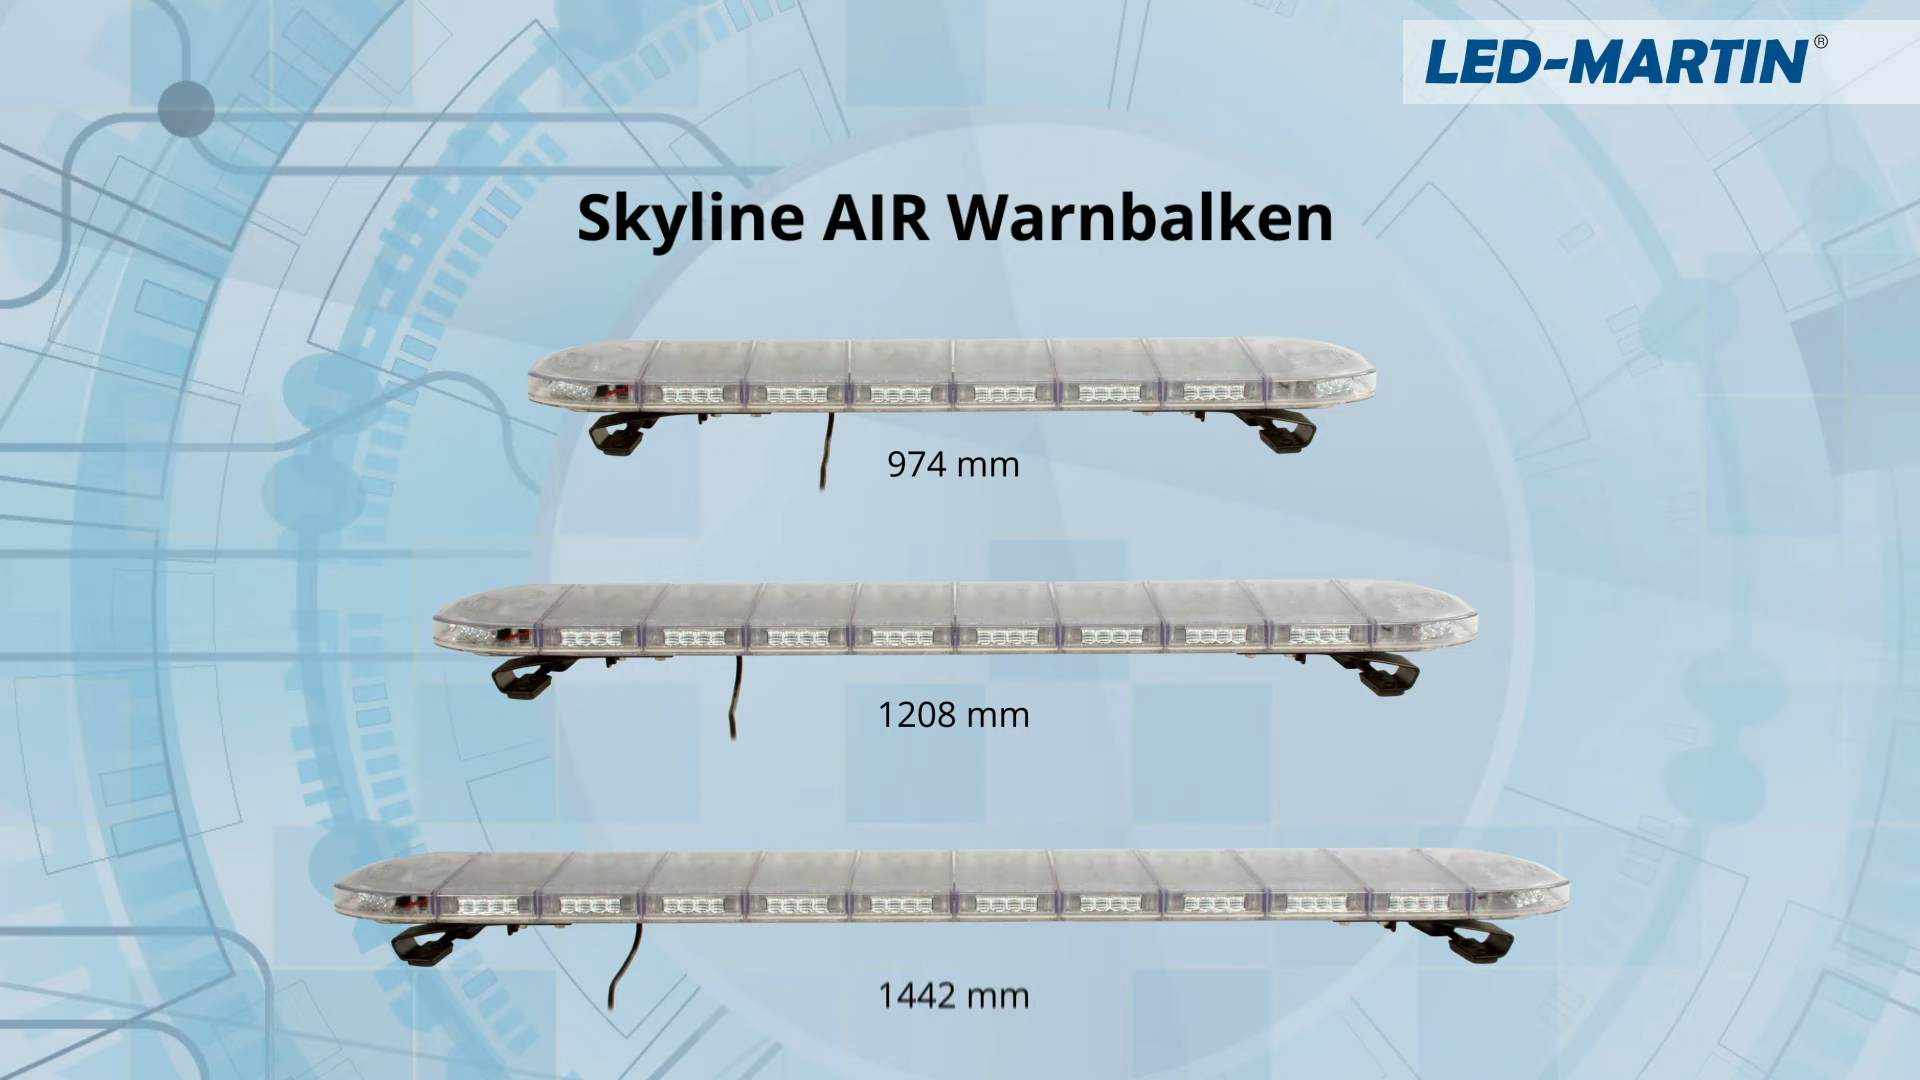 LED-MARTIN®
Skyline AIR Warnbalken
974 mm
1208 mm
1442 mm